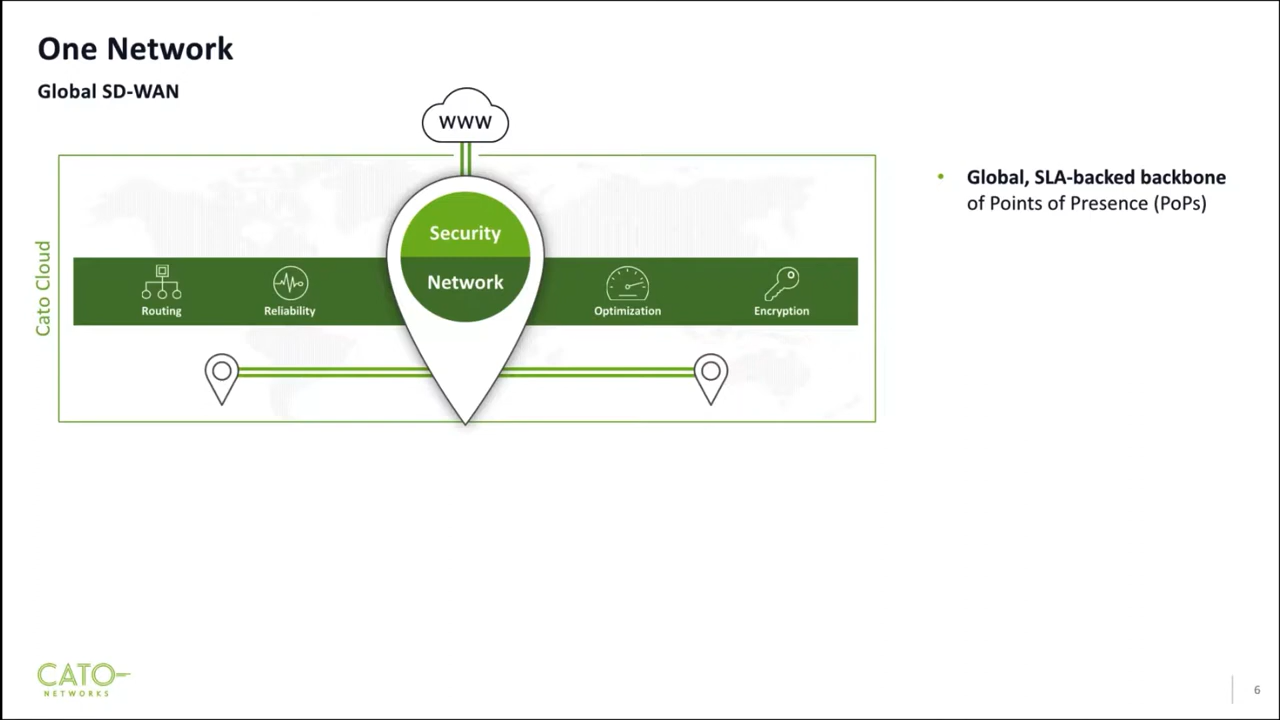 One Network
Global SD-WAN
WWW
Cato Cloud
Security
Network
Routing
Reliability
Optimization
Encryption
• Global, SLA-backed backbone
of Points of Presence (PoPs)
CATO
NETWORKS
6